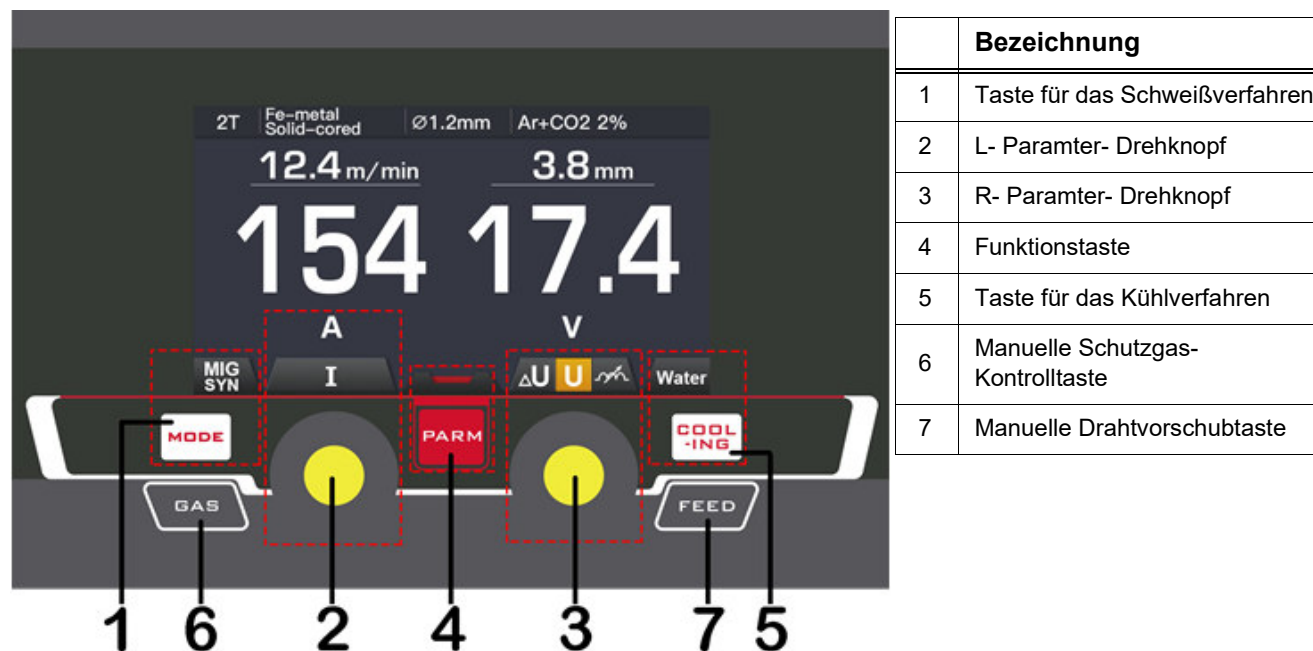 2T Fe-metal Solid-cored Ø1.2mm Ar+CO2 2%
12.4 m/min 3.8 mm
154 17.4
A V
MIG SYN I △U U Water
MODE PARM COOL -ING
GAS FEED
1 6 2 4 3 7 5
Bezeichnung
1 Taste für das Schweißverfahren
2 L- Paramter- Drehknopf
3 R- Paramter- Drehknopf
4 Funktionstaste
5 Taste für das Kühlverfahren
6 Manuelle Schutzgas-
Kontrolltaste
7 Manuelle Drahtvorschubtaste